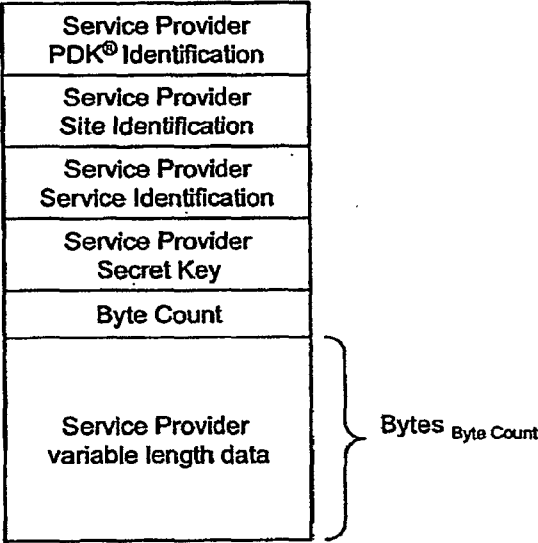 Service Provider
PDK® Identification
Service Provider
Site Identification
Service Provider
Service Identification
Service Provider
Secret Key
Byte Count
Service Provider
variable length data
Bytes Byte Count